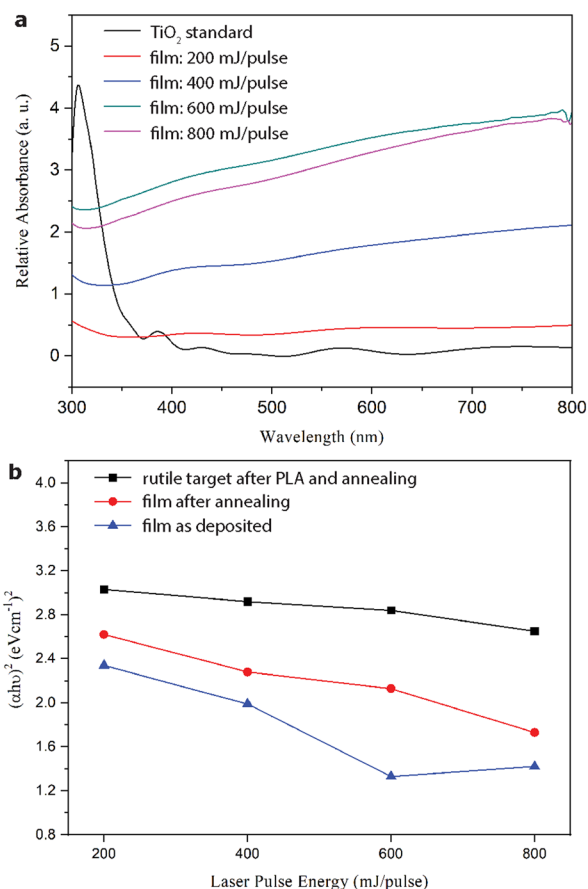 a
TiO₂ standard
film: 200 mJ/pulse
film: 400 mJ/pulse
film: 600 mJ/pulse
film: 800 mJ/pulse
5
4
3
2
1
0
Relative Absorbance (a. u.)
300 400 500 600 700 800
Wavelength (nm)
b
rutile target after PLA and annealing
film after annealing
film as deposited
4.0
3.6
3.2
2.8
2.4
2.0
1.6
1.2
0.8
(αhυ)² (eVcm⁻¹)²
200 400 600 800
Laser Pulse Energy (mJ/pulse)